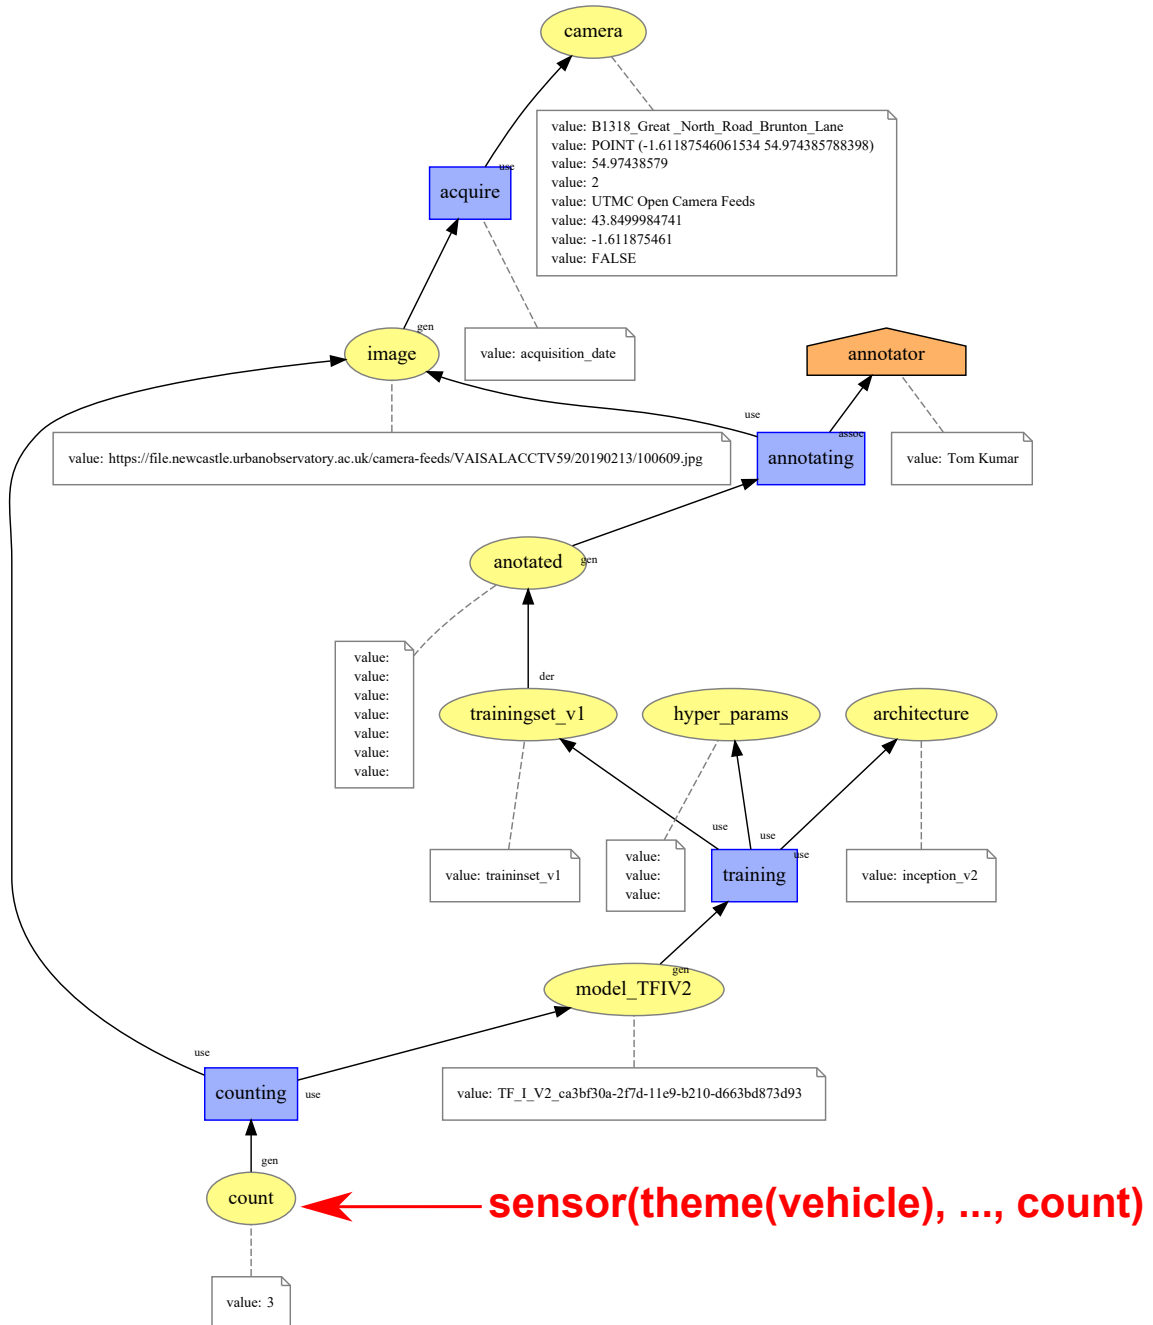 camera
value: B1318_Great _North_Road_Brunton_Lane
value: POINT (-1.61187546061534 54.974385788398)
value: 54.97438579
value: 2
value: UTMC Open Camera Feeds
value: 43.8499984741
value: -1.611875461
value: FALSE
use
acquire
gen
image
value: acquisition_date
annotator
use
assoc
value: https://file.newcastle.urbanobservatory.ac.uk/camera-feeds/VAISALACCTV59/20190213/100609.jpg
annotating
value: Tom Kumar
anotated
gen
value:
value:
value:
value:
value:
value:
value:
der
trainingset_v1
hyper_params
architecture
use
use
use
value: traininset_v1
value:
value:
value:
training
value: inception_v2
gen
model_TFIV2
use
counting
use
value: TF_I_V2_ca3bf30a-2f7d-11e9-b210-d663bd873d93
gen
count
sensor(theme(vehicle), ..., count)
value: 3